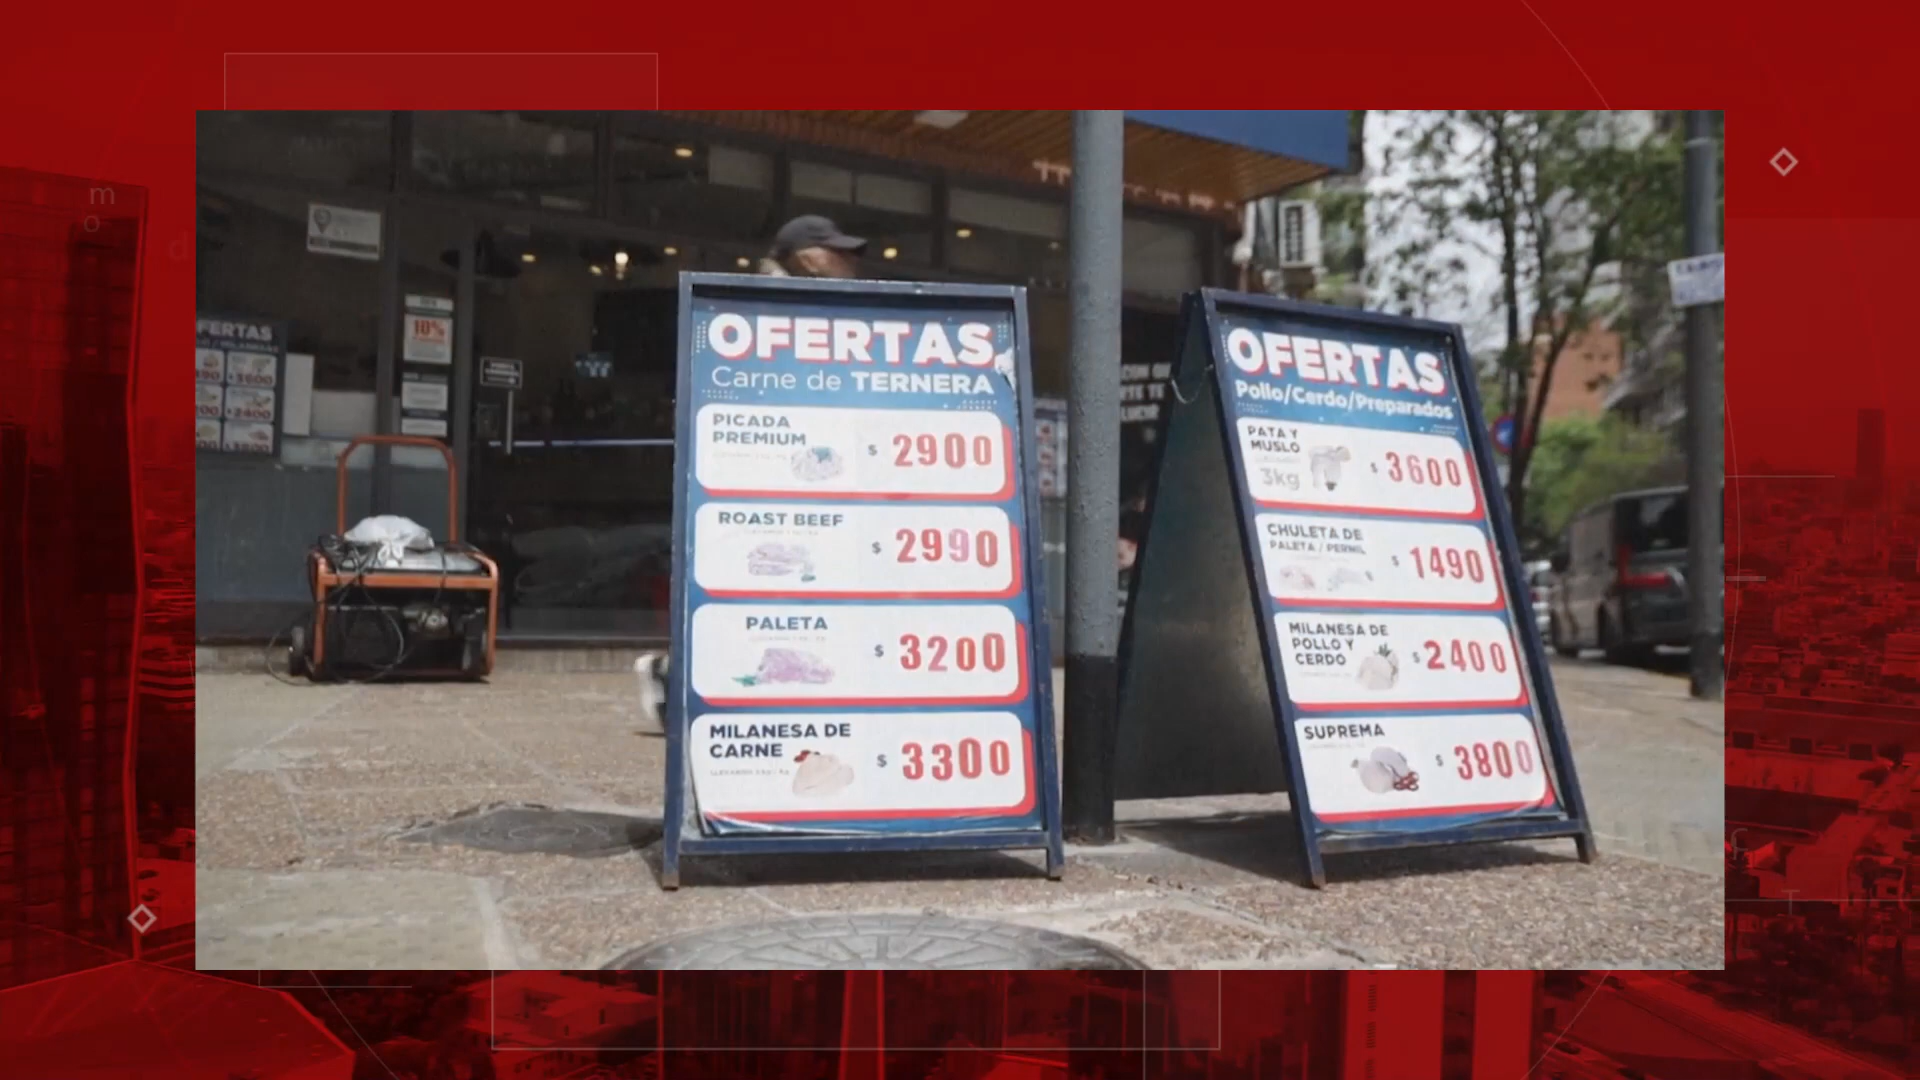 m
o
d
FERTAS
10%
OFERTAS
Carne de TERNERA
PICADA
PREMIUM
$ 2900
ROAST BEEF
$ 2990
PALETA
$ 3200
MILANESA DE
CARNE
$ 3300
OFERTAS
Pollo/Cerdo/Preparados
PATA Y
MUSLO
3kg
$ 3600
CHULETA DE
PALETA / PERNIL
$ 1490
MILANESA DE
POLLO Y
CERDO
$ 2400
SUPREMA
$ 3800